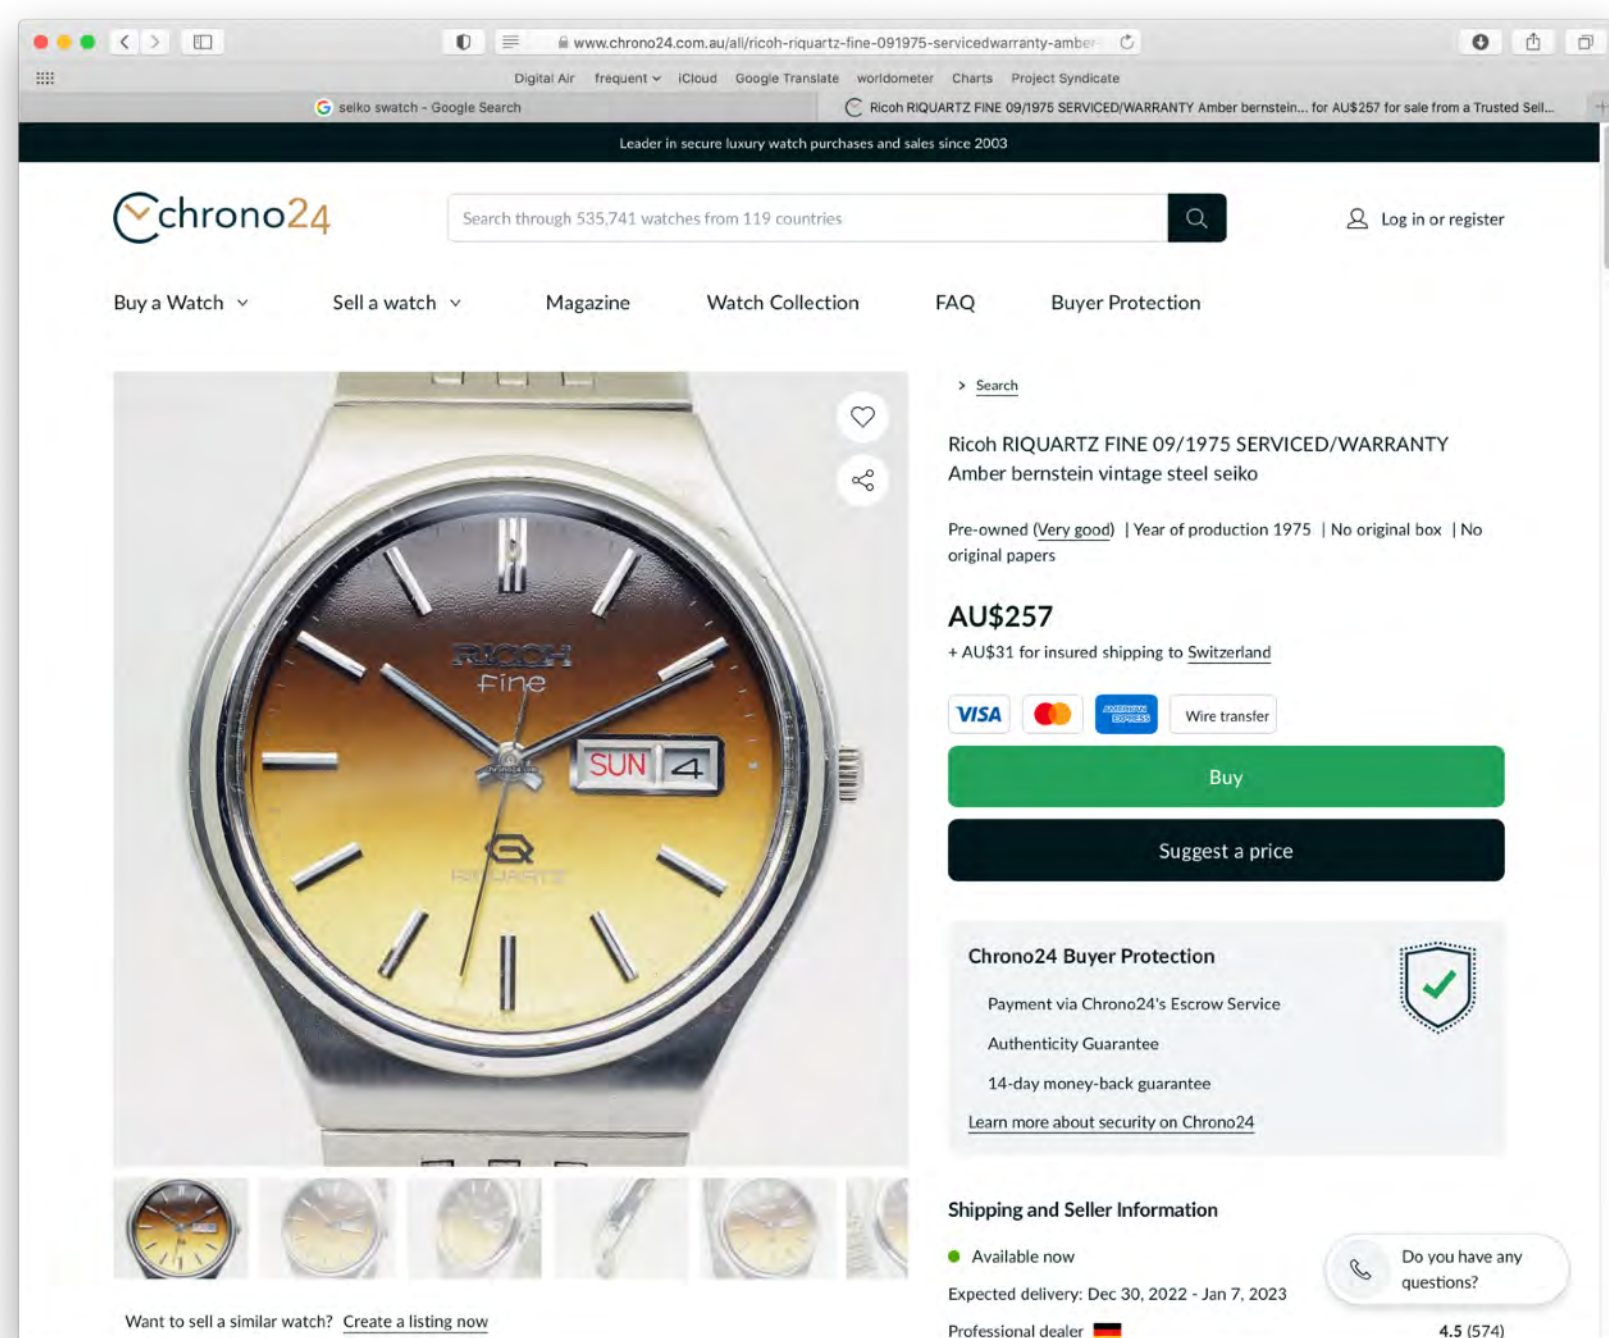 www.chrono24.com.au/all/ricoh-riquartz-fine-091975-servicedwarranty-amber-
Digital Air frequent iCloud Google Translate worldometer Charts Project Syndicate
seiko swatch - Google Search
Ricoh RIQUARTZ FINE 09/1975 SERVICED/WARRANTY Amber bernstein... for AU$257 for sale from a Trusted Sell...
Leader in secure luxury watch purchases and sales since 2003
chrono24
Search through 535,741 watches from 119 countries
Log in or register
Buy a Watch Sell a watch Magazine Watch Collection FAQ Buyer Protection
RICOH
Fine
SUN 4
chrono24.com
RIQUARTZ
> Search
Ricoh RIQUARTZ FINE 09/1975 SERVICED/WARRANTY
Amber bernstein vintage steel seiko
Pre-owned (Very good) | Year of production 1975 | No original box | No
original papers
AU$257
+ AU$31 for insured shipping to Switzerland
VISA AMERICAN EXPRESS Wire transfer
Buy
Suggest a price
Chrono24 Buyer Protection
Payment via Chrono24's Escrow Service
Authenticity Guarantee
14-day money-back guarantee
Learn more about security on Chrono24
Shipping and Seller Information
Available now
Expected delivery: Dec 30, 2022 - Jan 7, 2023
Professional dealer
4.5 (574)
Do you have any
questions?
Want to sell a similar watch? Create a listing now